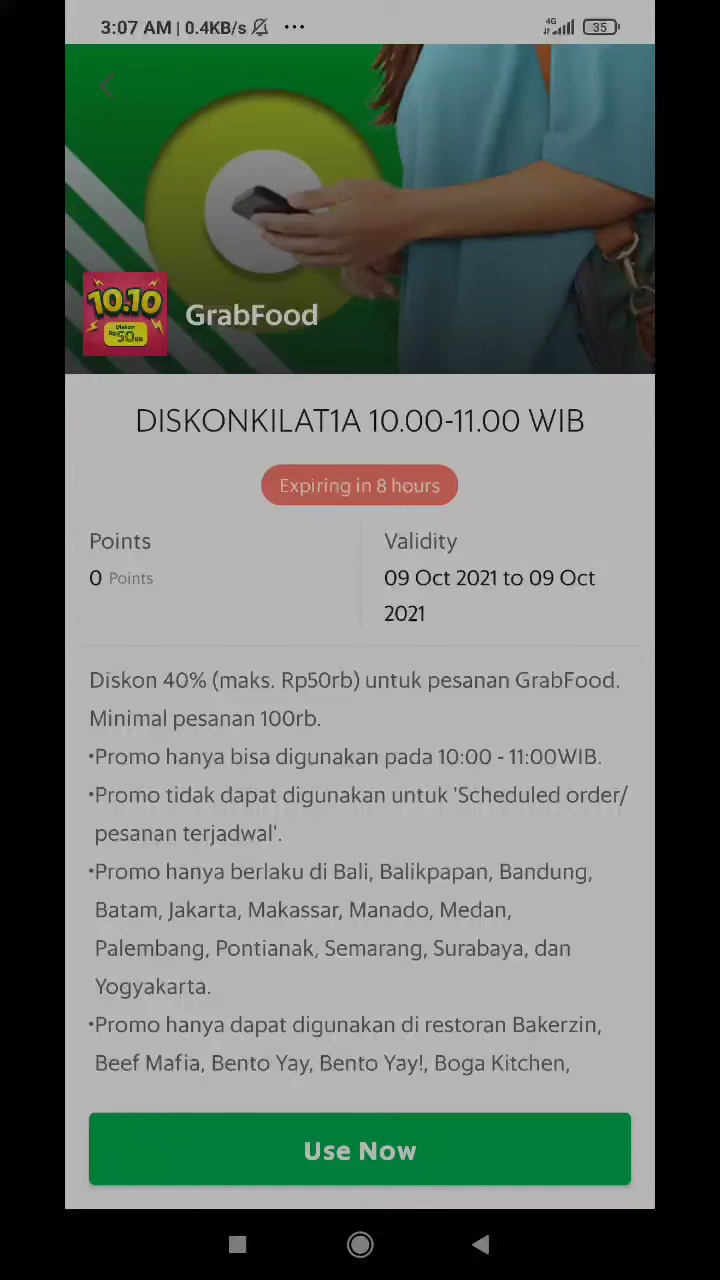 3:07 AM | 0.4KB/s
4G
35
10.10
Diskon
Rp50RB
GrabFood
DISKONKILAT1A 10.00-11.00 WIB
Expiring in 8 hours
Points
0 Points
Validity
09 Oct 2021 to 09 Oct
2021
Diskon 40% (maks. Rp50rb) untuk pesanan GrabFood.
Minimal pesanan 100rb.
•Promo hanya bisa digunakan pada 10:00 - 11:00WIB.
•Promo tidak dapat digunakan untuk 'Scheduled order/
pesanan terjadwal'.
•Promo hanya berlaku di Bali, Balikpapan, Bandung,
Batam, Jakarta, Makassar, Manado, Medan,
Palembang, Pontianak, Semarang, Surabaya, dan
Yogyakarta.
•Promo hanya dapat digunakan di restoran Bakerzin,
Beef Mafia, Bento Yay, Bento Yay!, Boga Kitchen,
Use Now